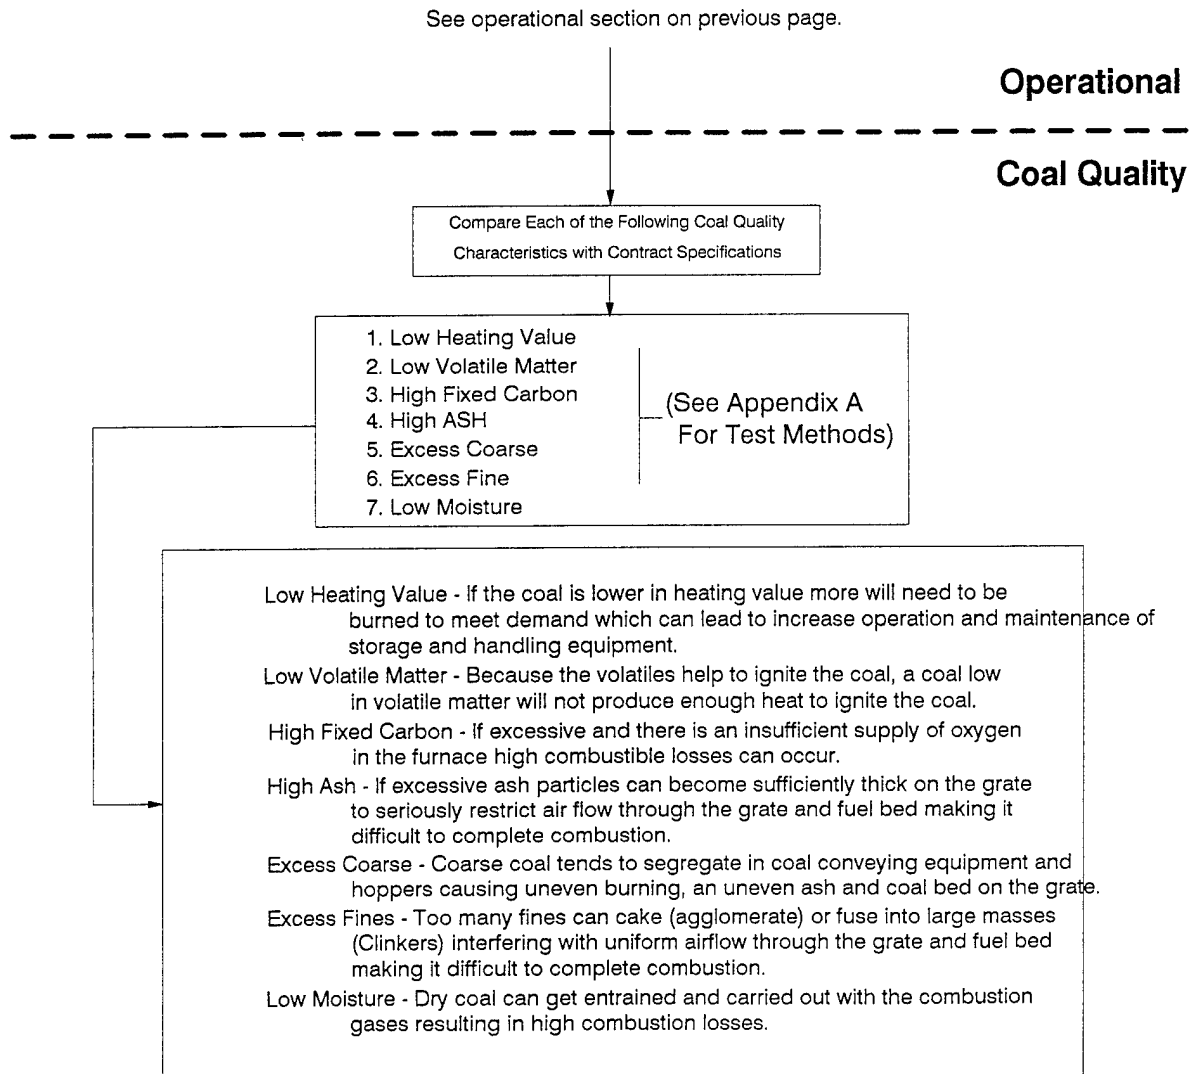 See operational section on previous page.
Operational
Coal Quality
Compare Each of the Following Coal Quality
Characteristics with Contract Specifications
1. Low Heating Value
2. Low Volatile Matter
3. High Fixed Carbon
4. High ASH
5. Excess Coarse
6. Excess Fine
7. Low Moisture
(See Appendix A
For Test Methods)
Low Heating Value - If the coal is lower in heating value more will need to be
burned to meet demand which can lead to increase operation and maintenance of
storage and handling equipment.
Low Volatile Matter - Because the volatiles help to ignite the coal, a coal low
in volatile matter will not produce enough heat to ignite the coal.
High Fixed Carbon - If excessive and there is an insufficient supply of oxygen
in the furnace high combustible losses can occur.
High Ash - If excessive ash particles can become sufficiently thick on the grate
to seriously restrict air flow through the grate and fuel bed making it
difficult to complete combustion.
Excess Coarse - Coarse coal tends to segregate in coal conveying equipment and
hoppers causing uneven burning, an uneven ash and coal bed on the grate.
Excess Fines - Too many fines can cake (agglomerate) or fuse into large masses
(Clinkers) interfering with uniform airflow through the grate and fuel bed
making it difficult to complete combustion.
Low Moisture - Dry coal can get entrained and carried out with the combustion
gases resulting in high combustion losses.